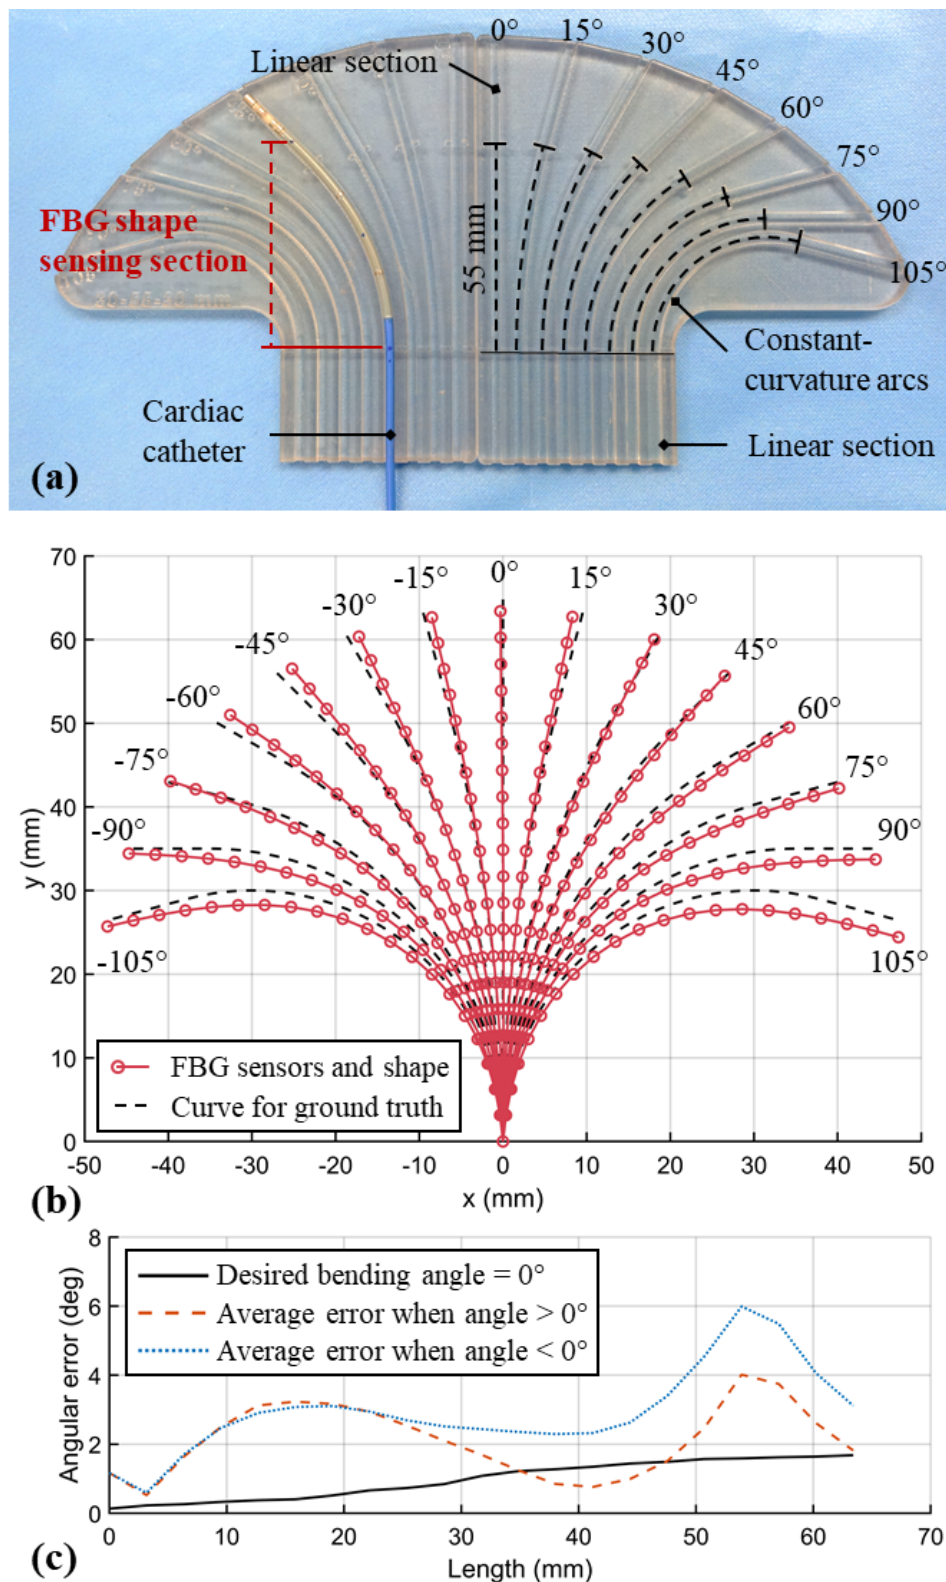 0°
15°
30°
45°
60°
75°
90°
105°
Linear section
FBG shape
sensing section
55 mm
Constant-
curvature arcs
Cardiac
catheter
Linear section
(a)
70
60
50
40
30
20
10
0
y (mm)
-105°
-90°
-75°
-60°
-45°
-30°
-15°
0°
15°
30°
45°
60°
75°
90°
105°
FBG sensors and shape
Curve for ground truth
-50 -40 -30 -20 -10 0 10 20 30 40 50
x (mm)
(b)
8
6
4
2
0
Angular error (deg)
Desired bending angle = 0°
Average error when angle > 0°
Average error when angle < 0°
0 10 20 30 40 50 60 70
Length (mm)
(c)